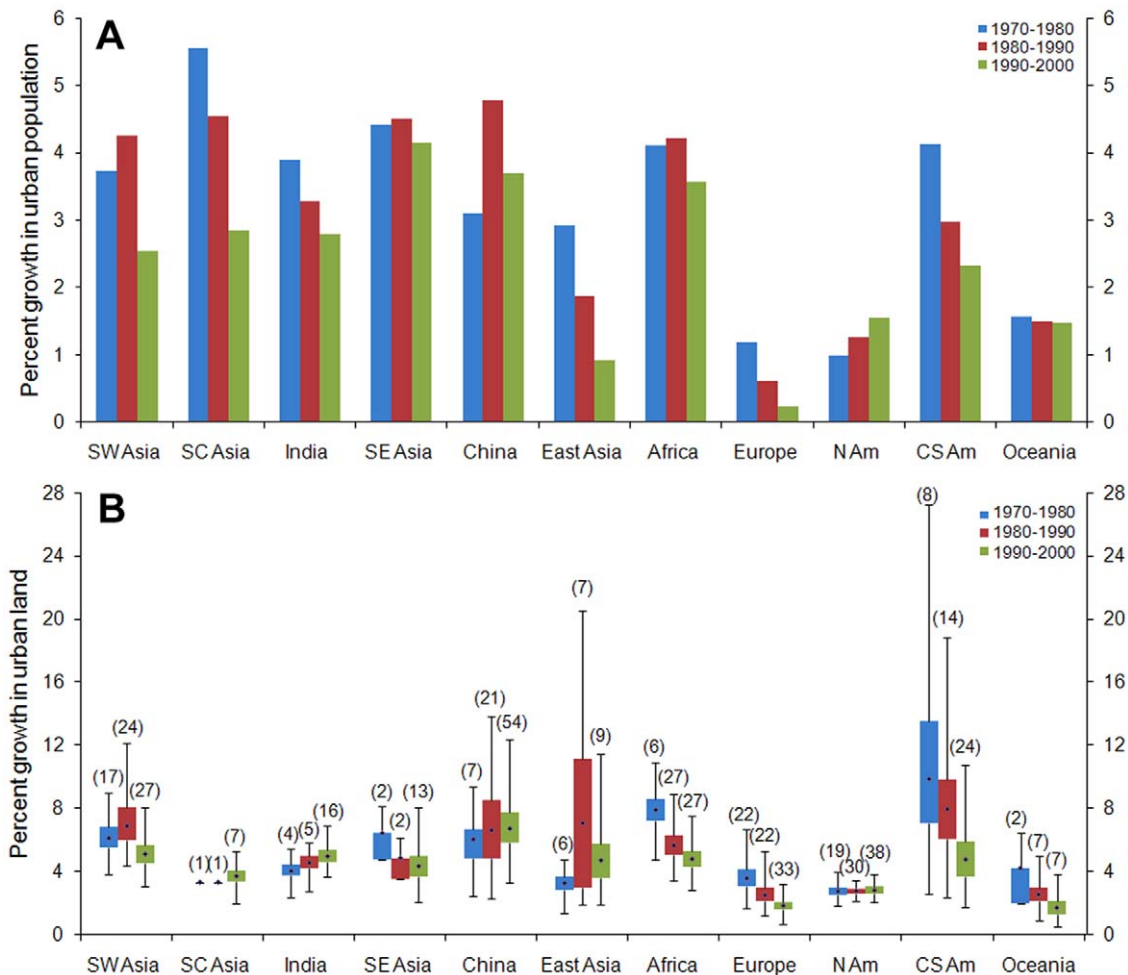 A
Percent growth in urban population
6
5
4
3
2
1
0
1970-1980
1980-1990
1990-2000
6
5
4
3
2
1
0
SW Asia SC Asia India SE Asia China East Asia Africa Europe N Am CS Am Oceania
B
Percent growth in urban land
28
24
20
16
12
8
4
0
1970-1980
1980-1990
1990-2000
28
24
20
16
12
8
4
0
(17) (24) (27)
(1) (1) (7)
(4) (5) (16)
(2) (2) (13)
(7) (21) (54)
(6) (7) (9)
(6) (27) (27)
(22) (22) (33)
(19) (30) (38)
(8) (14) (24)
(2) (7) (7)
SW Asia SC Asia India SE Asia China East Asia Africa Europe N Am CS Am Oceania